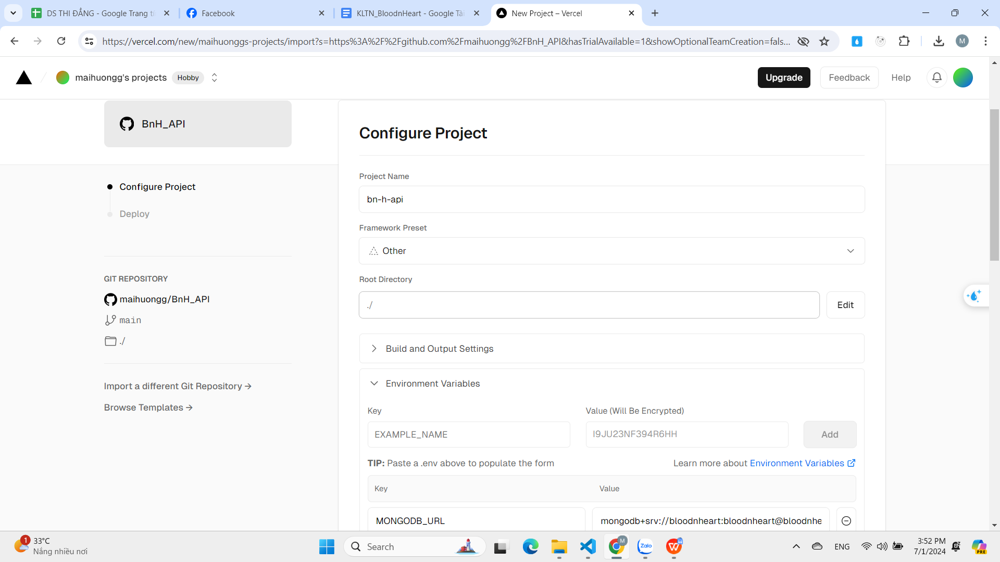 DS THI ĐẲNG - Google Trang tí
Facebook
KLTN_BloodnHeart - Google Tài
New Project – Vercel
https://vercel.com/new/maihuonggs-projects/import?s=https%3A%2F%2Fgithub.com%2Fmaihuongg%2FBnH_API&hasTrialAvailable=1&showOptionalTeamCreation=fals...
M
maihuongg's projects
Hobby
Upgrade
Feedback
Help
BnH_API
Configure Project
Deploy
GIT REPOSITORY
maihuongg/BnH_API
main
./
Import a different Git Repository →
Browse Templates →
Configure Project
Project Name
bn-h-api
Framework Preset
Other
Root Directory
./
Edit
Build and Output Settings
Environment Variables
Key
Value (Will Be Encrypted)
EXAMPLE_NAME
I9JU23NF394R6HH
Add
TIP: Paste a .env above to populate the form
Learn more about Environment Variables
Key
Value
MONGODB_URL
mongodb+srv://bloodnheart:bloodnheart@bloodnhe
1
33°C
Nắng nhiều nơi
Search
M
Zalo
W
ENG
3:52 PM
7/1/2024
PRE